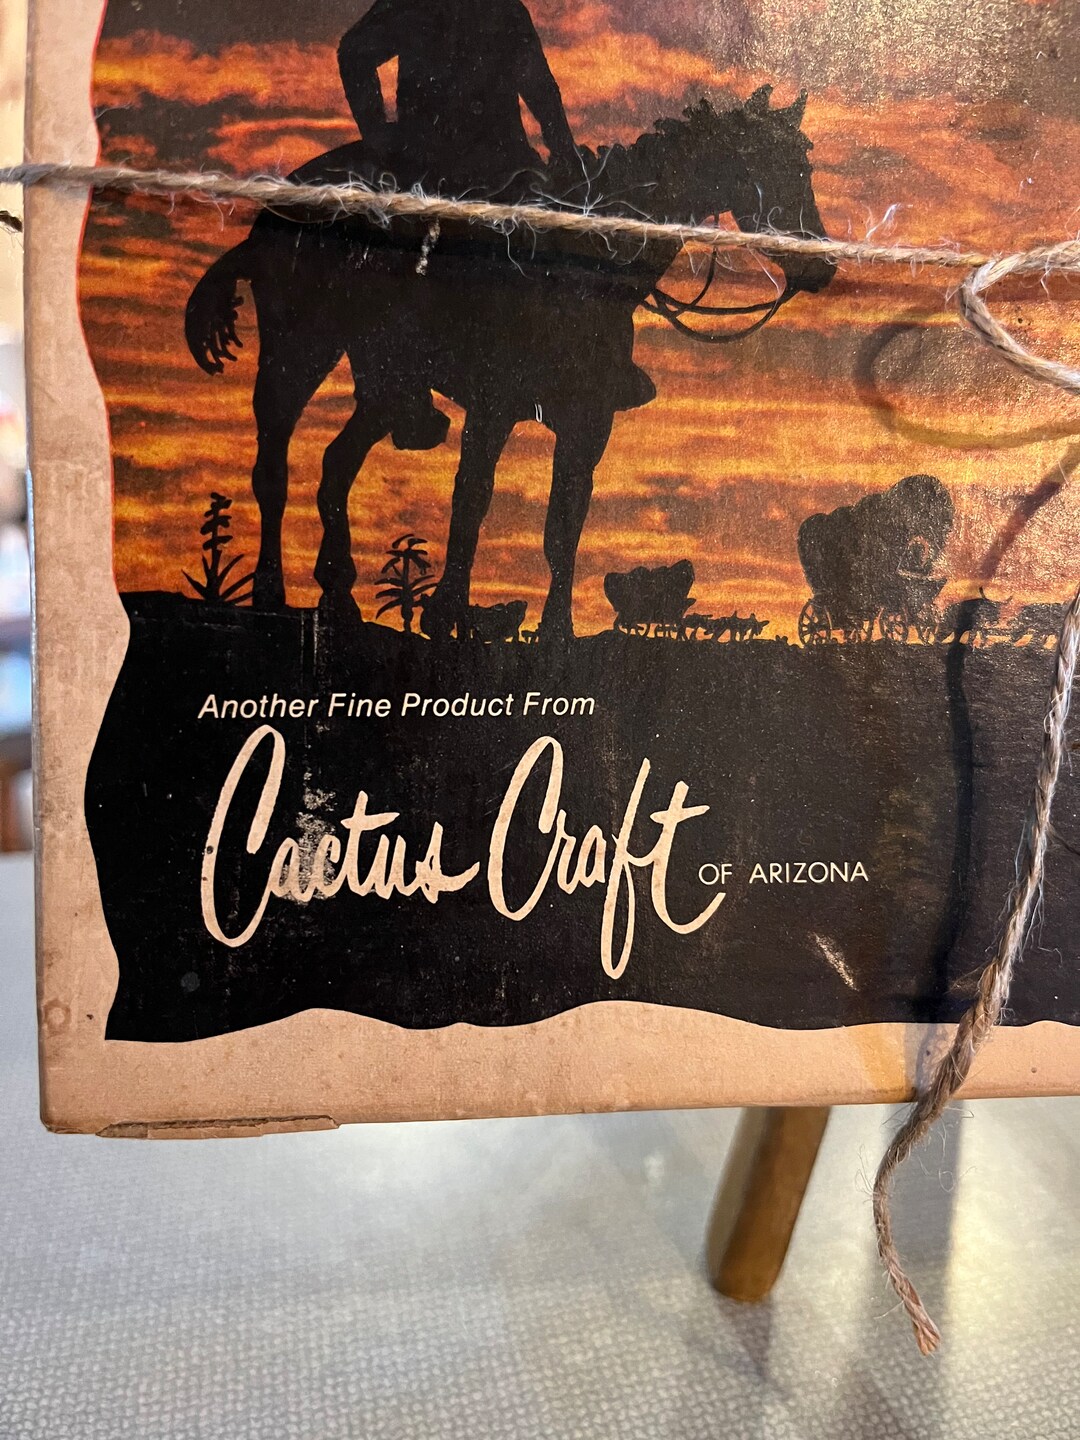 Another Fine Product From
Cactus Craft OF ARIZONA